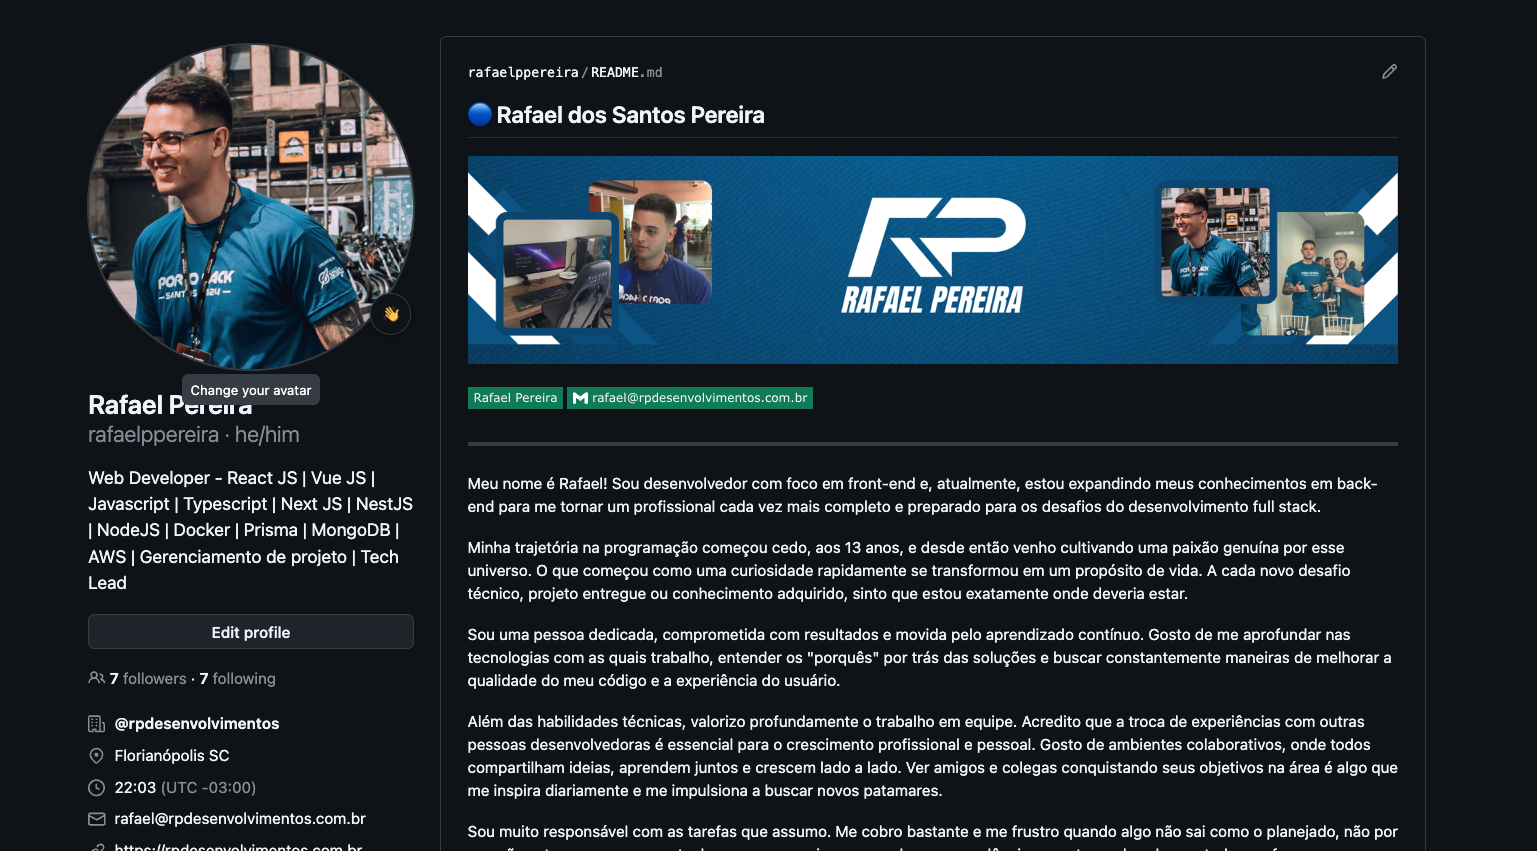 rafaelppereira/README.md
Rafael dos Santos Pereira
RP
RAFAEL PEREIRA
Rafael Pereira
rafael@rpdesenvolvimentos.com.br
SANTOS 2024
Change your avatar
Rafael Pereira
rafaelppereira · he/him
Web Developer - React JS | Vue JS |
Javascript | Typescript | Next JS | NestJS
| NodeJS | Docker | Prisma | MongoDB |
AWS | Gerenciamento de projeto | Tech
Lead
Edit profile
7 followers · 7 following
@rpdesenvolvimentos
Florianópolis SC
22:03 (UTC -03:00)
rafael@rpdesenvolvimentos.com.br
https://rpdesenvolvimentos.com.br
Meu nome é Rafael! Sou desenvolvedor com foco em front-end e, atualmente, estou expandindo meus conhecimentos em back-
end para me tornar um profissional cada vez mais completo e preparado para os desafios do desenvolvimento full stack.
Minha trajetória na programação começou cedo, aos 13 anos, e desde então venho cultivando uma paixão genuína por esse
universo. O que começou como uma curiosidade rapidamente se transformou em um propósito de vida. A cada novo desafio
técnico, projeto entregue ou conhecimento adquirido, sinto que estou exatamente onde deveria estar.
Sou uma pessoa dedicada, comprometida com resultados e movida pelo aprendizado contínuo. Gosto de me aprofundar nas
tecnologias com as quais trabalho, entender os "porquês" por trás das soluções e buscar constantemente maneiras de melhorar a
qualidade do meu código e a experiência do usuário.
Além das habilidades técnicas, valorizo profundamente o trabalho em equipe. Acredito que a troca de experiências com outras
pessoas desenvolvedoras é essencial para o crescimento profissional e pessoal. Gosto de ambientes colaborativos, onde todos
compartilham ideias, aprendem juntos e crescem lado a lado. Ver amigos e colegas conquistando seus objetivos na área é algo que
me inspira diariamente e me impulsiona a buscar novos patamares.
Sou muito responsável com as tarefas que assumo. Me cobro bastante e me frustro quando algo não sai como o planejado, não por